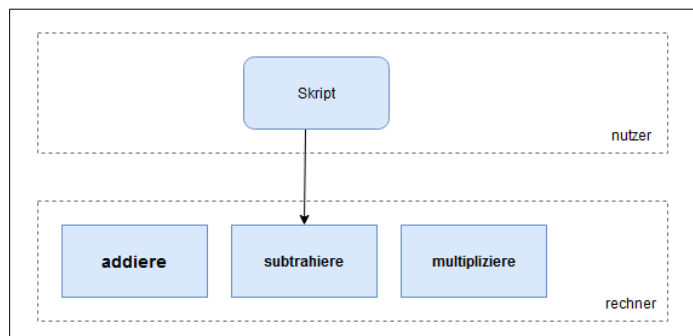 Skript
nutzer
addiere
subtrahiere
multipliziere
rechner